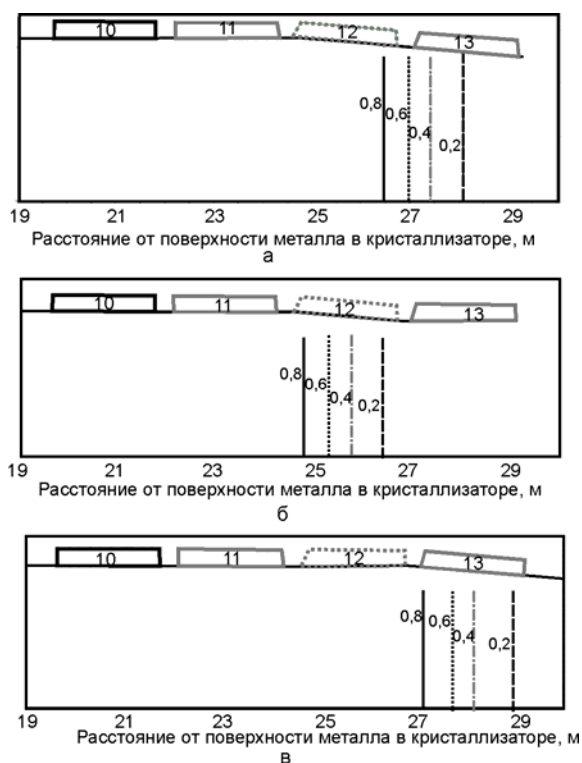 10 11 12 13
0,8 0,6 0,4 0,2
19 21 23 25 27 29
Расстояние от поверхности металла в кристаллизаторе, м
а
10 11 12 13
0,8 0,6 0,4 0,2
19 21 23 25 27 29
Расстояние от поверхности металла в кристаллизаторе, м
б
10 11 12 13
0,8 0,6 0,4 0,2
19 21 23 25 27 29
Расстояние от поверхности металла в кристаллизаторе, м
в